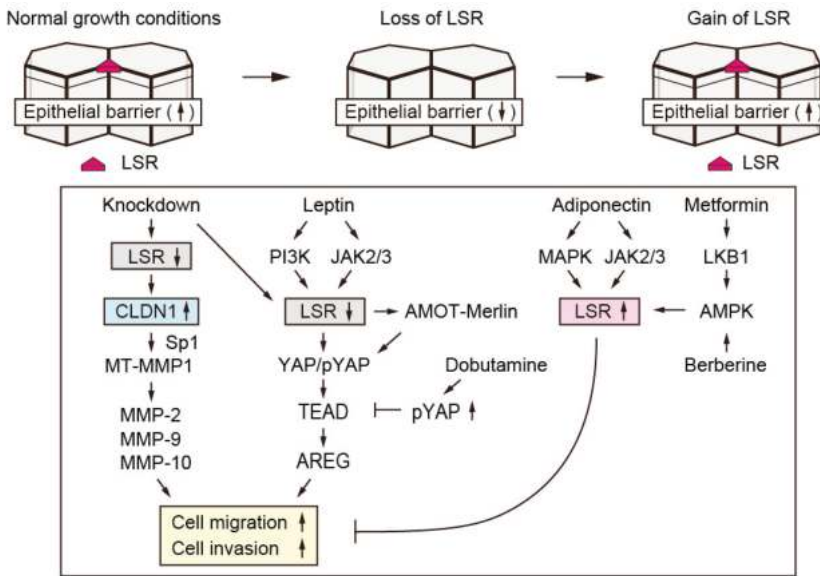 Normal growth conditions
Loss of LSR
Gain of LSR
Epithelial barrier (↑)
Epithelial barrier (↓)
Epithelial barrier (↑)
LSR
LSR
Knockdown
Leptin
Adiponectin
Metformin
PI3K
JAK2/3
MAPK
JAK2/3
LKB1
LSR ↓
CLDN1 ↑
LSR ↓
AMOT-Merlin
LSR ↑
AMPK
Sp1
MT-MMP1
YAP/pYAP
Dobutamine
Berberine
MMP-2
MMP-9
MMP-10
TEAD
pYAP ↑
AREG
Cell migration ↑
Cell invasion ↑